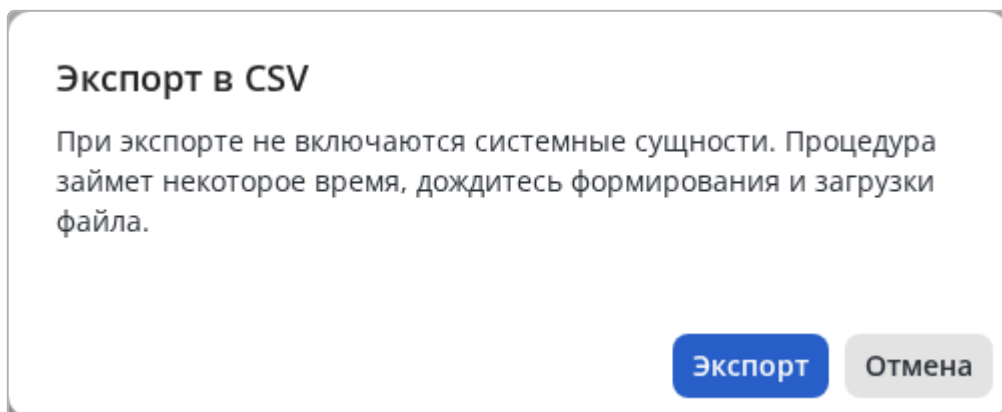 Экспорт в CSV
При экспорте не включаются системные сущности. Процедура
займет некоторое время, дождитесь формирования и загрузки
файла.
Экспорт Отмена